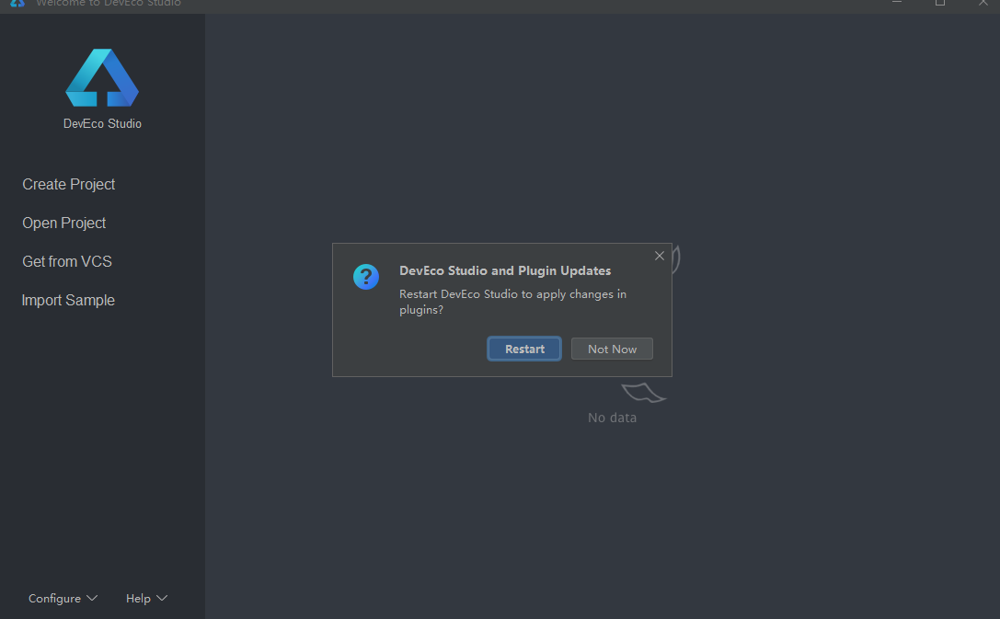 Welcome to DevEco Studio
DevEco Studio
Create Project
Open Project
Get from VCS
Import Sample
DevEco Studio and Plugin Updates
Restart DevEco Studio to apply changes in
plugins?
Restart
Not Now
No data
Configure
Help